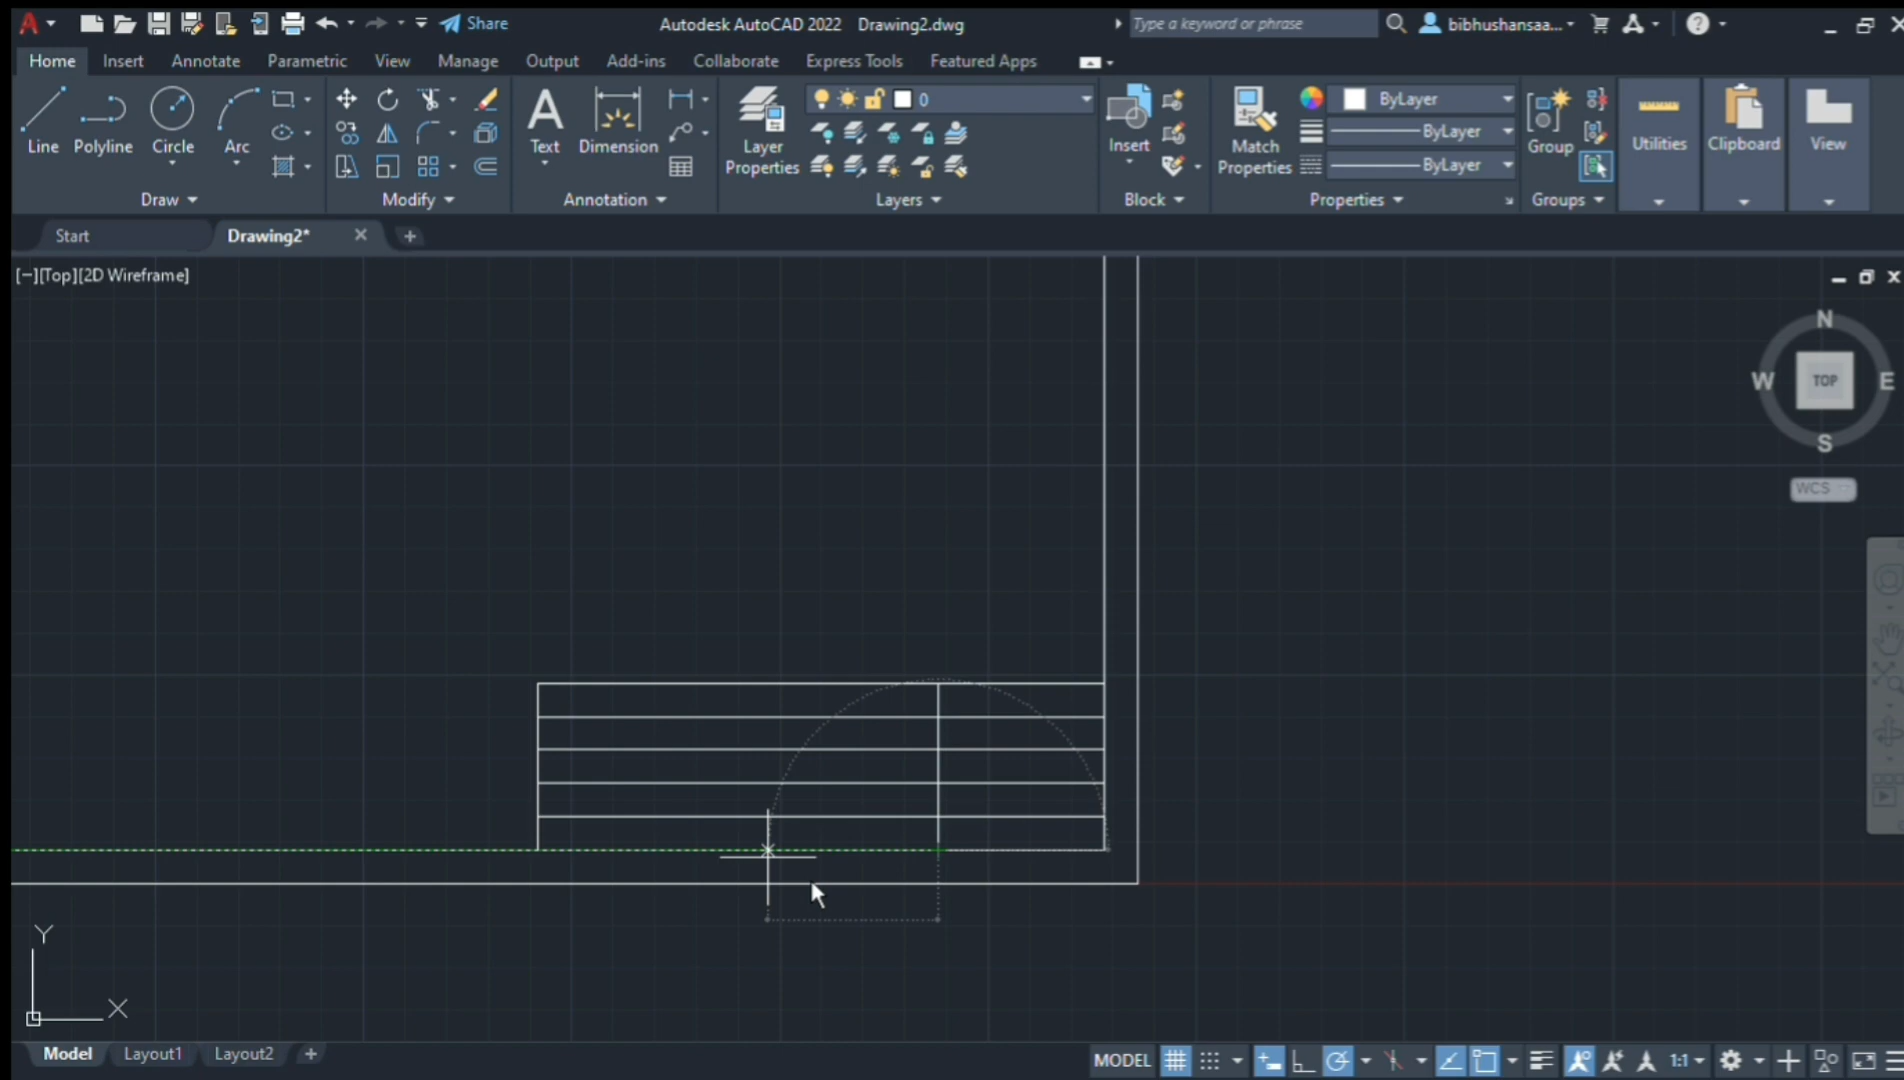 Share
Autodesk AutoCAD 2022 Drawing2.dwg
Type a keyword or phrase
bibhushansaa...
Home Insert Annotate Parametric View Manage Output Add-ins Collaborate Express Tools Featured Apps
0
ByLayer
ByLayer
ByLayer
Line Polyline Circle Arc
Text Dimension
Layer Properties
Insert
Match Properties
Group
Utilities
Clipboard
View
Draw Modify Annotation Layers Block Properties Groups
Start Drawing2*
[−][Top][2D Wireframe]
N
W TOP E
S
WCS
Y
X
Model Layout1 Layout2
MODEL 1:1